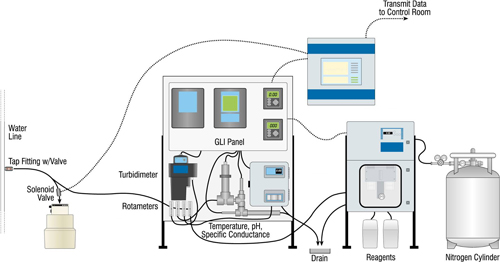 Transmit Data
to Control Room
Water
Line
Tap Fitting w/Valve
Solenoid
Valve
GLI Panel
Turbidimeter
Rotameters
Temperature, pH,
Specific Conductance
Drain
Reagents
Nitrogen Cylinder